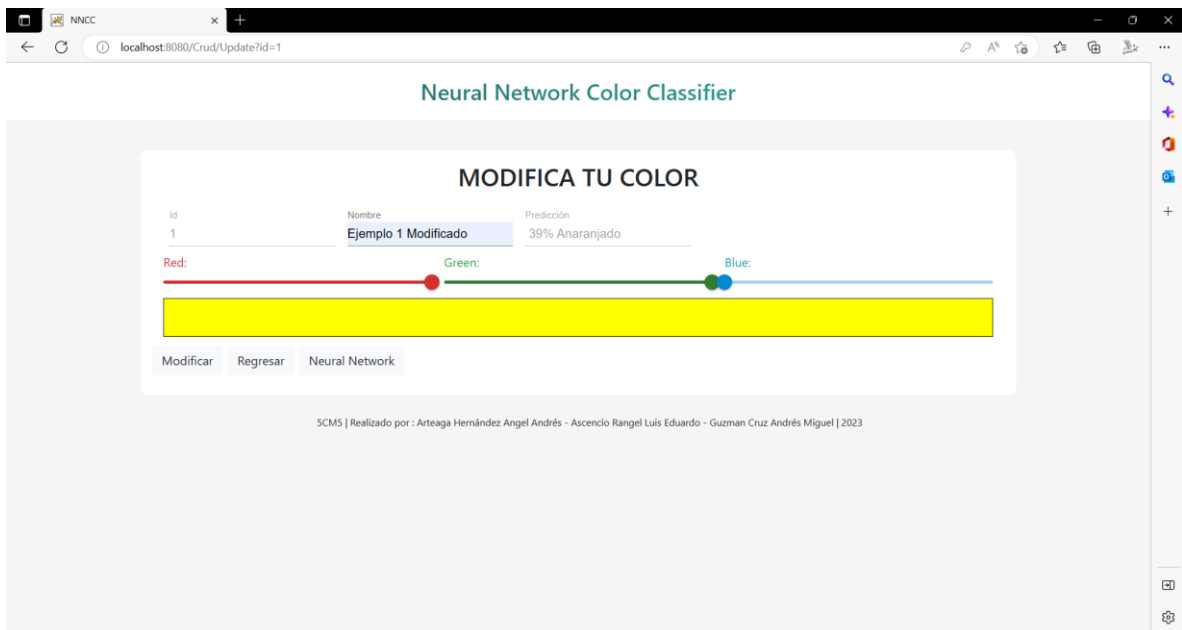 NNCC
localhost:8080/Crud/Update?id=1
Neural Network Color Classifier
MODIFICA TU COLOR
Id Nombre Predicción
1 Ejemplo 1 Modificado 39% Anaranjado
Red: Green: Blue:
Modificar Regresar Neural Network
5CM5 | Realizado por : Arteaga Hernández Angel Andrés - Ascencio Rangel Luis Eduardo - Guzman Cruz Andrés Miguel | 2023